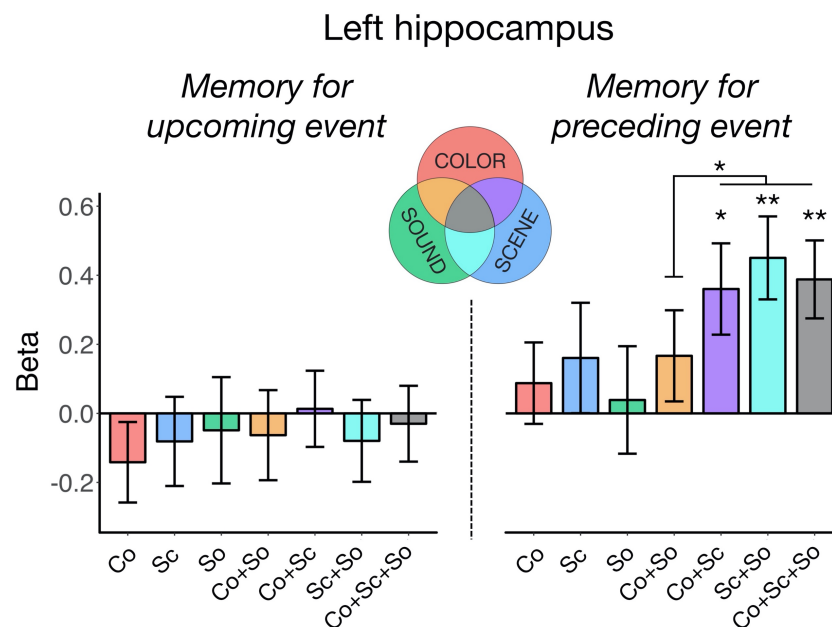 Left hippocampus
Memory for
upcoming event
Memory for
preceding event
COLOR
SOUND
SCENE
*
*
**
**
Beta
0.6
0.4
0.2
0.0
-0.2
Co
Sc
So
Co+So
Co+Sc
Sc+So
Co+Sc+So
Co
Sc
So
Co+So
Co+Sc
Sc+So
Co+Sc+So